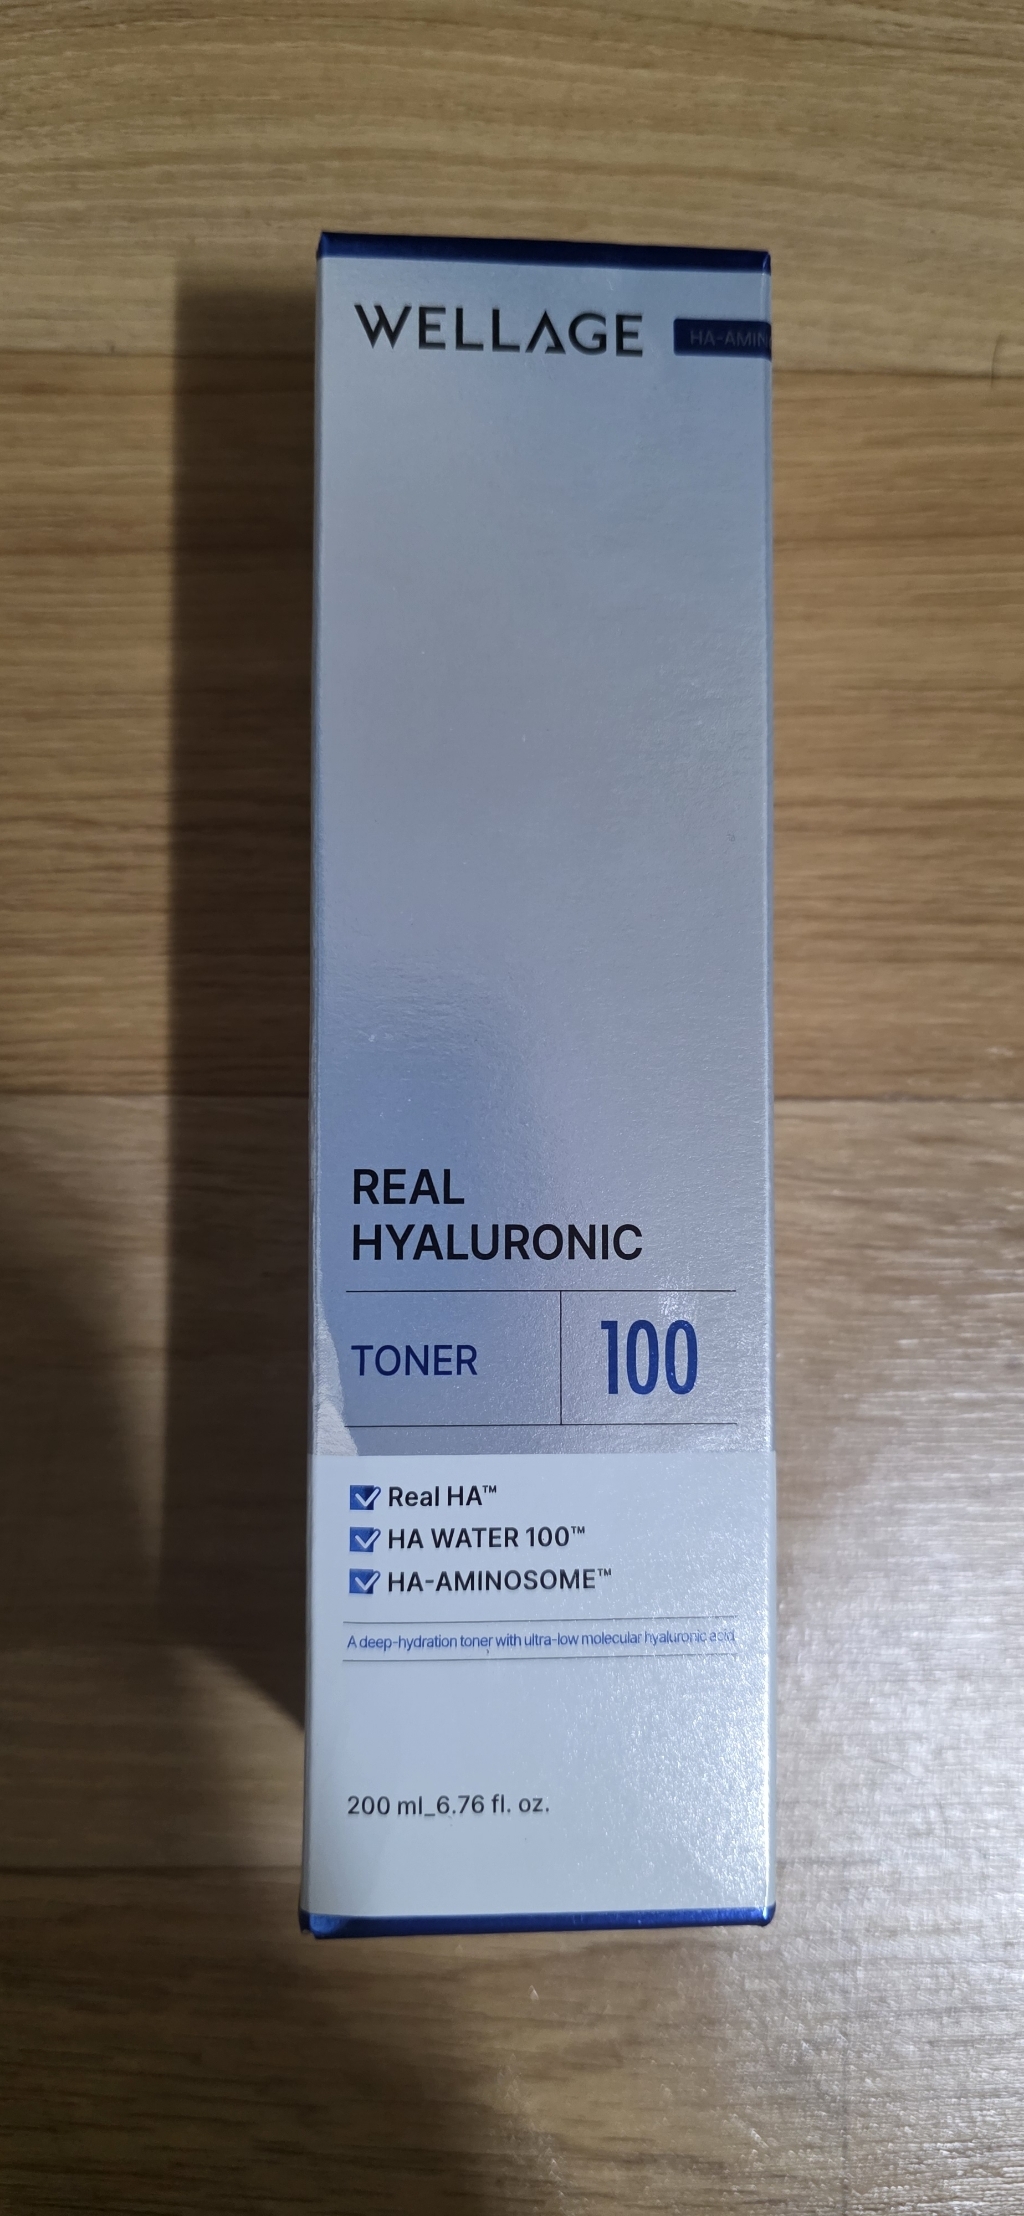 WELLAGE
HA-AMIN
REAL
HYALURONIC
TONER
100
Real HA™
HA WATER 100™
HA-AMINOSOME™
A deep-hydration toner with ultra-low molecular hyaluronic acid
200 ml_6.76 fl. oz.